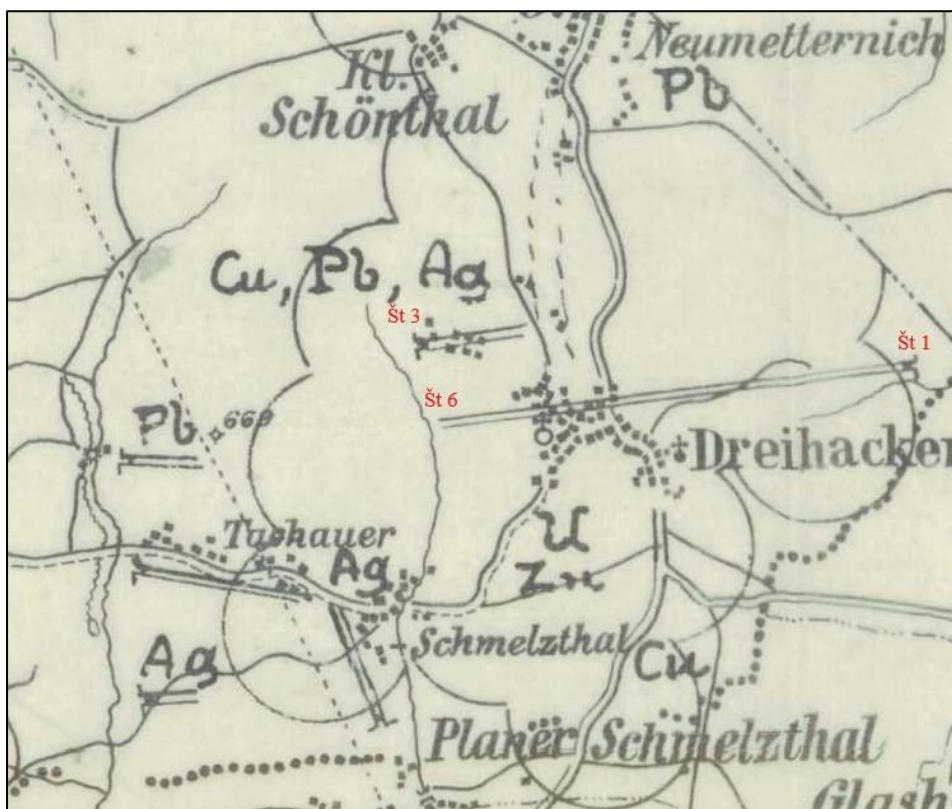 Neumetternich
Kl.
Schönthal
Pb
Cu, Pb, Ag
Št 3
Št 1
Št 6
Pb
669
Dreihacken
Tachauer
Ag
U
Zn
Schmelzthal
Ag
Cu
Planer Schmelzthal